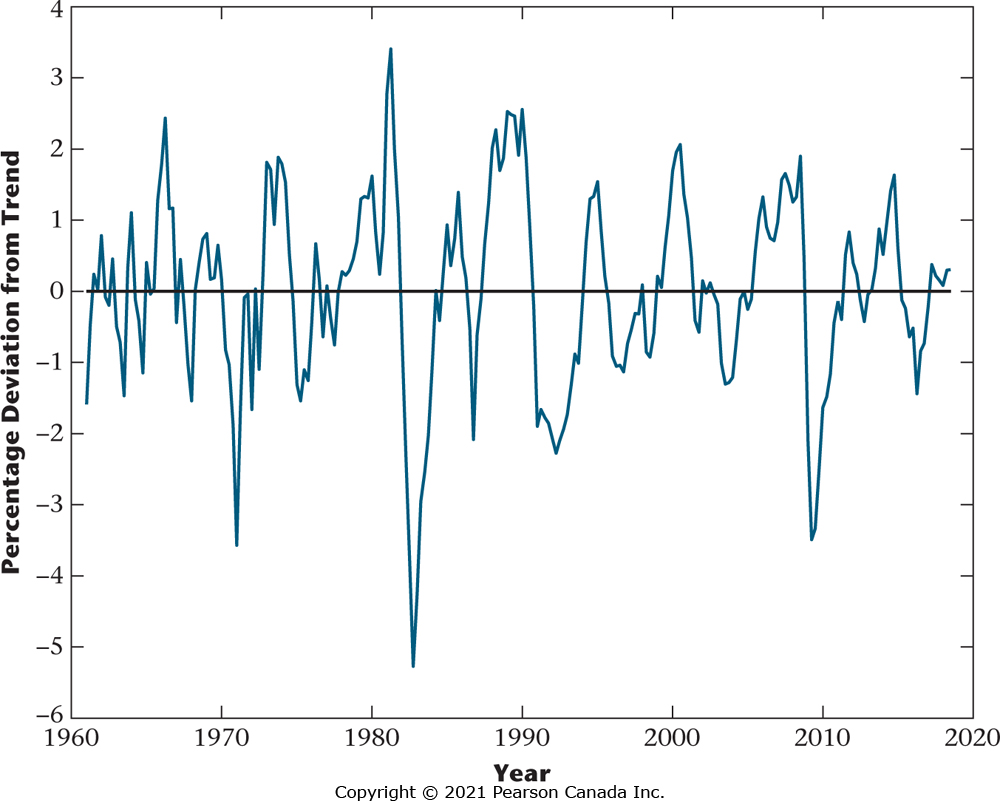 4
3
2
1
0
−1
−2
−3
−4
−5
−6
Percentage Deviation from Trend
1960 1970 1980 1990 2000 2010 2020
Year
Copyright © 2021 Pearson Canada Inc.